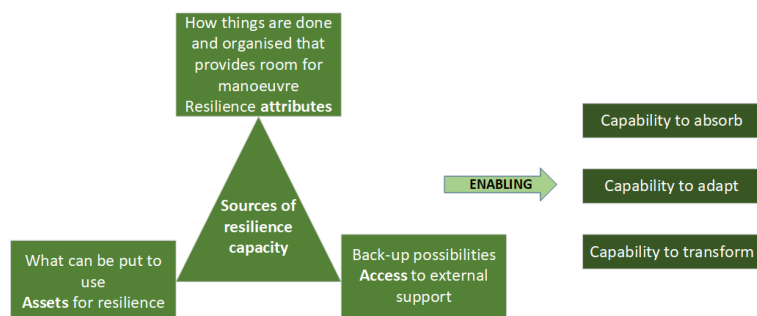 How things are done
and organised that
provides room for
manoeuvre
Resilience attributes
Sources of
resilience
capacity
What can be put to
use
Assets for resilience
Back-up possibilities
Access to external
support
ENABLING
Capability to absorb
Capability to adapt
Capability to transform